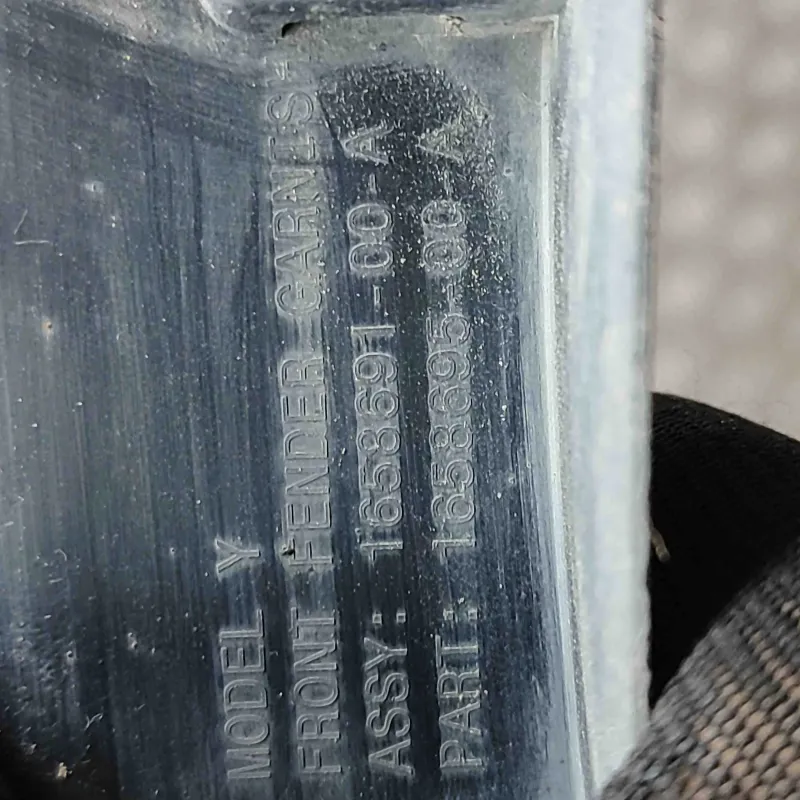 MODEL Y
FRONT FENDER GARNISH
ASSY: 1658691-00-A
PART: 1658695-00-A